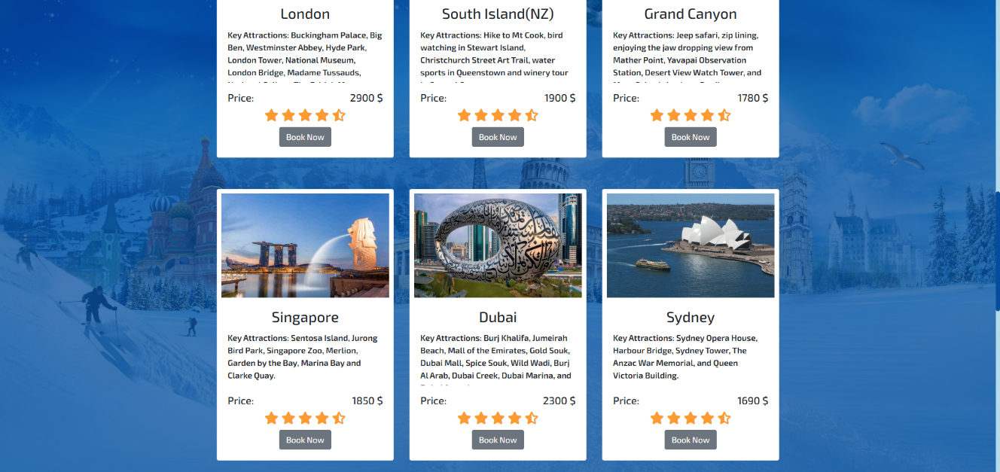 London
Key Attractions: Buckingham Palace, Big
Ben, Westminster Abbey, Hyde Park,
London Tower, National Museum,
London Bridge, Madame Tussauds,
Price: 2900 $
Book Now
South Island(NZ)
Key Attractions: Hike to Mt Cook, bird
watching in Stewart Island,
Christchurch Street Art Trail, water
sports in Queenstown and winery tour
Price: 1900 $
Book Now
Grand Canyon
Key Attractions: Jeep safari, zip lining,
enjoying the jaw dropping view from
Mather Point, Yavapai Observation
Station, Desert View Watch Tower, and
Price: 1780 $
Book Now
Singapore
Key Attractions: Sentosa Island, Jurong
Bird Park, Singapore Zoo, Merlion,
Garden by the Bay, Marina Bay and
Clarke Quay.
Price: 1850 $
Book Now
Dubai
Key Attractions: Burj Khalifa, Jumeirah
Beach, Mall of the Emirates, Gold Souk,
Dubai Mall, Spice Souk, Wild Wadi, Burj
Al Arab, Dubai Creek, Dubai Marina, and
Price: 2300 $
Book Now
Sydney
Key Attractions: Sydney Opera House,
Harbour Bridge, Sydney Tower, The
Anzac War Memorial, and Queen
Victoria Building.
Price: 1690 $
Book Now